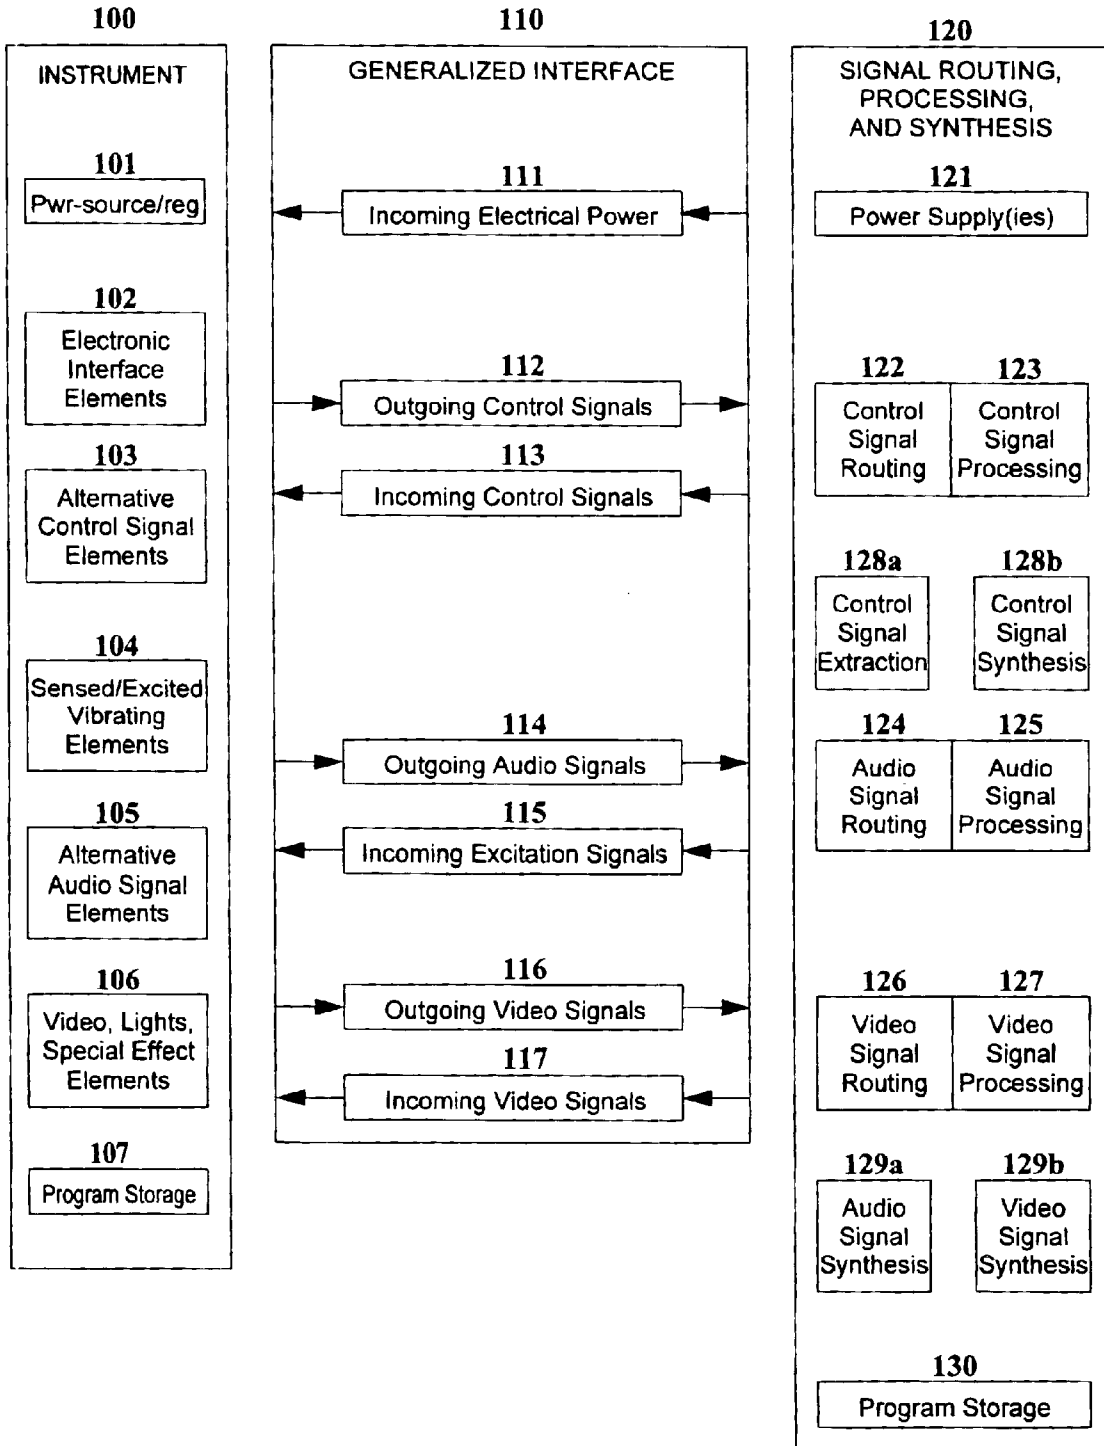 100
INSTRUMENT
101
Pwr-source/reg
102
Electronic
Interface
Elements
103
Alternative
Control Signal
Elements
104
Sensed/Excited
Vibrating
Elements
105
Alternative
Audio Signal
Elements
106
Video, Lights,
Special Effect
Elements
107
Program Storage
110
GENERALIZED INTERFACE
111
Incoming Electrical Power
112
Outgoing Control Signals
113
Incoming Control Signals
114
Outgoing Audio Signals
115
Incoming Excitation Signals
116
Outgoing Video Signals
117
Incoming Video Signals
120
SIGNAL ROUTING,
PROCESSING,
AND SYNTHESIS
121
Power Supply(ies)
122
Control
Signal
Routing
123
Control
Signal
Processing
128a
Control
Signal
Extraction
128b
Control
Signal
Synthesis
124
Audio
Signal
Routing
125
Audio
Signal
Processing
126
Video
Signal
Routing
127
Video
Signal
Processing
129a
Audio
Signal
Synthesis
129b
Video
Signal
Synthesis
130
Program Storage